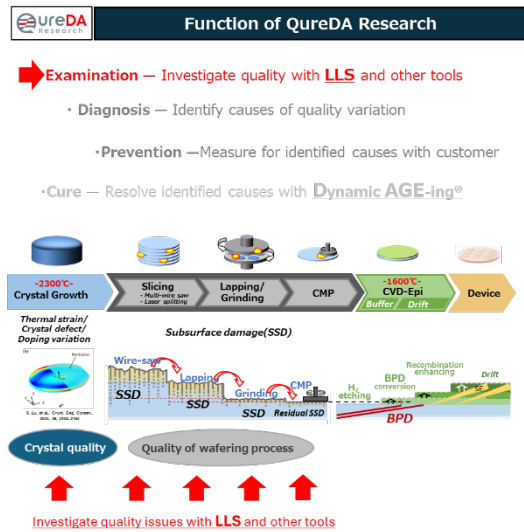 QureDA
Research
Function of QureDA Research
Examination — Investigate quality with LLS and other tools
・Diagnosis — Identify causes of quality variation
・Prevention —Measure for identified causes with customer
・Cure — Resolve identified causes with Dynamic AGE-ing®
-2300℃-
Crystal Growth
Slicing
- Multi-wire saw
- Laser splitting
Lapping/
Grinding
CMP
-1600℃-
CVD-Epi
Buffer
Drift
Device
Thermal strain/
Crystal defect/
Doping variation
Subsurface damage(SSD)
Wire-saw
Lapping
Grinding
CMP
SSD
SSD
SSD
Residual SSD
H2
etching
BPD
conversion
Recombination
enhancing
Drift
SF
BPD
Crystal quality
Quality of wafering process
Investigate quality issues with LLS and other tools